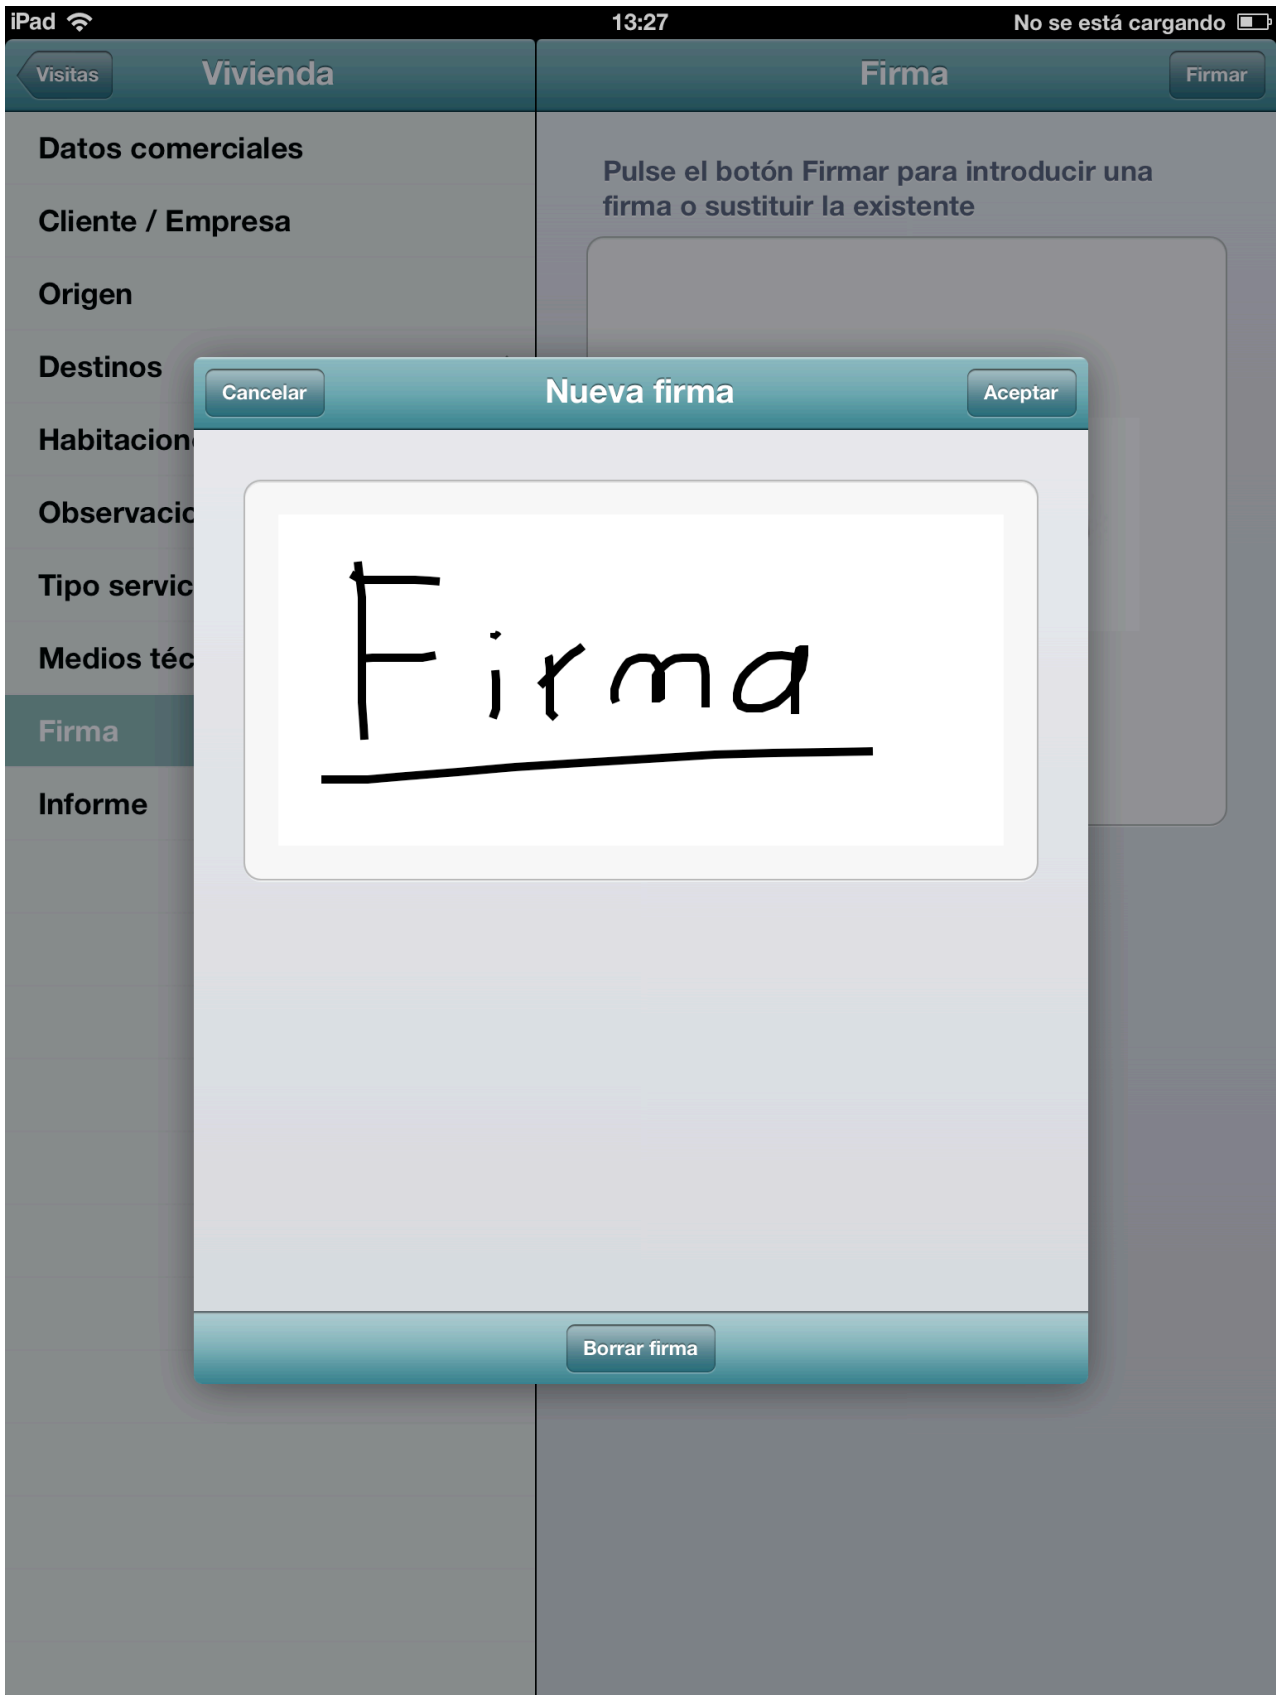 iPad 13:27 No se está cargando
Visitas Vivienda
Firma Firmar
Datos comerciales
Cliente / Empresa
Origen
Destinos
Habitacion
Observacio
Tipo servic
Medios téc
Firma
Informe
Pulse el botón Firmar para introducir una
firma o sustituir la existente
Cancelar Nueva firma Aceptar
Firma
Borrar firma